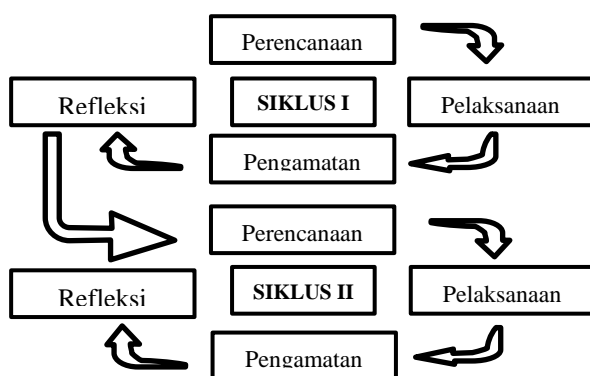 Perencanaan
Refleksi
SIKLUS I
Pelaksanaan
Pengamatan
Perencanaan
Refleksi
SIKLUS II
Pelaksanaan
Pengamatan